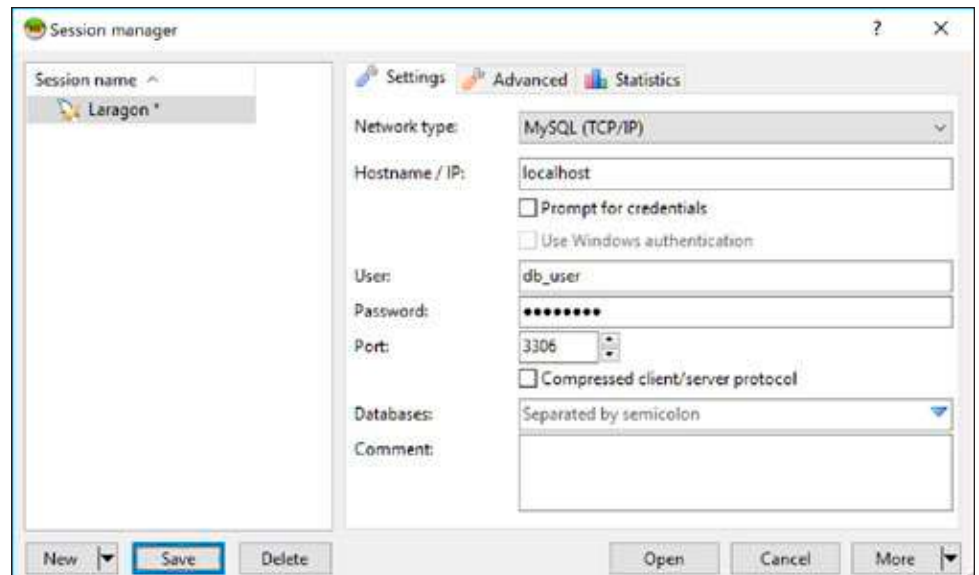 Session manager
Session name
Laragon *
Settings Advanced Statistics
Network type: MySQL (TCP/IP)
Hostname / IP: localhost
Prompt for credentials
Use Windows authentication
User: db_user
Password: ●●●●●●●●
Port: 3306
Compressed client/server protocol
Databases: Separated by semicolon
Comment:
New Save Delete Open Cancel More